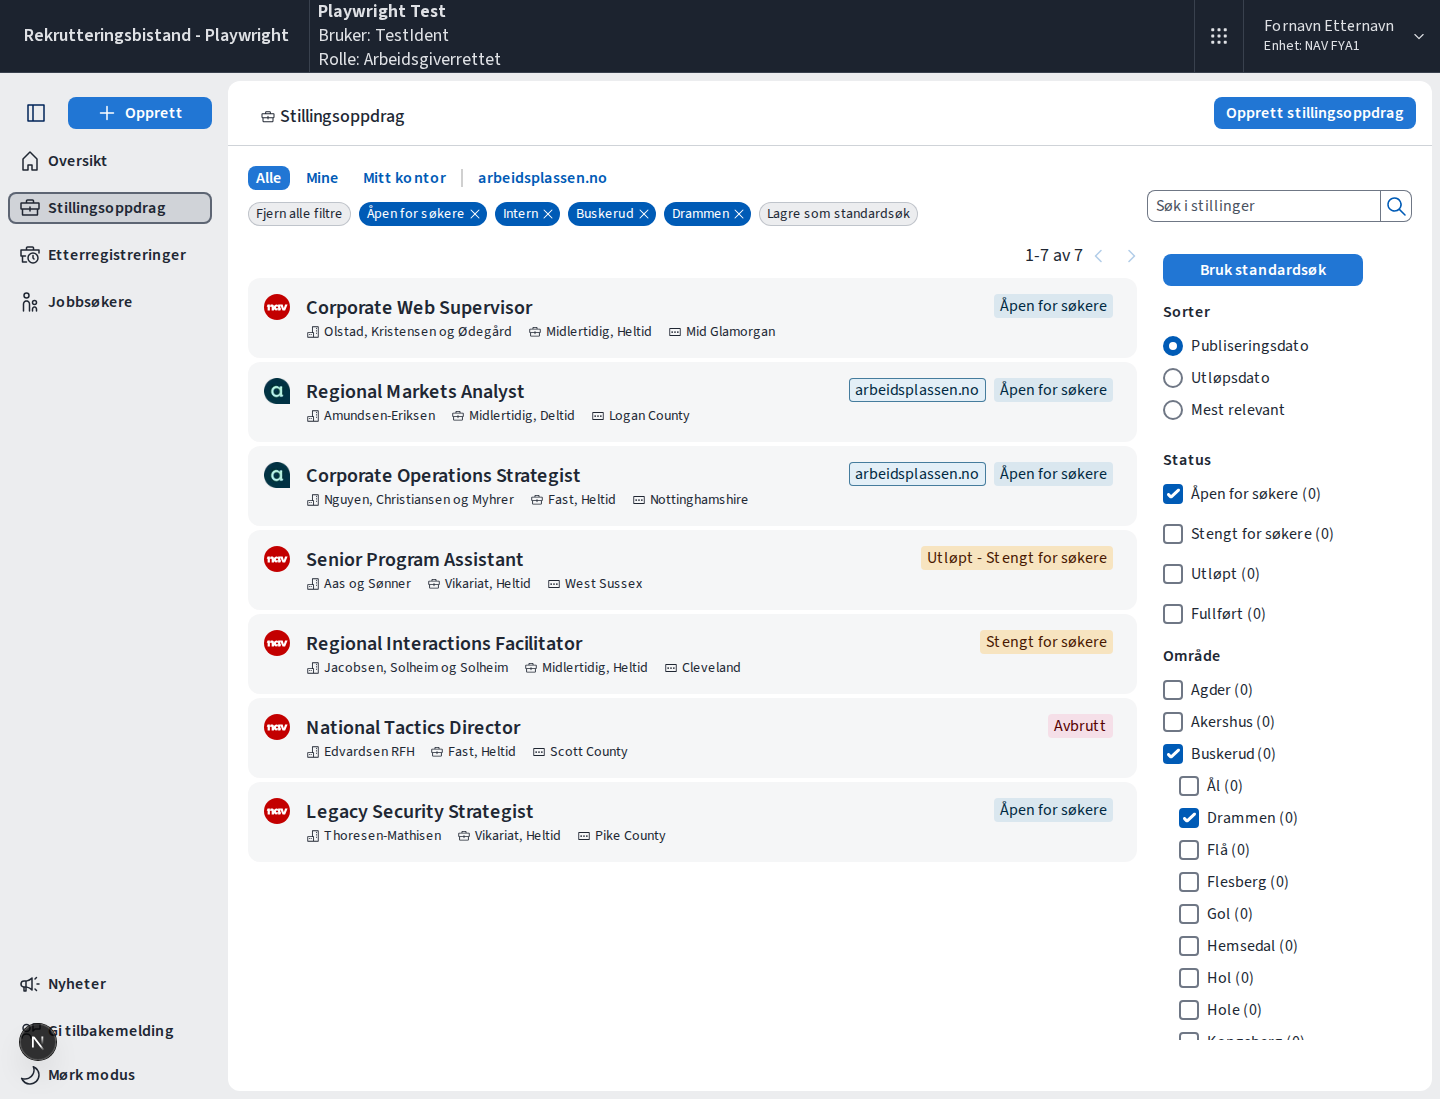 Rekrutteringsbistand - Playwright
Playwright Test
Bruker: TestIdent
Rolle: Arbeidsgiverrettet
Fornavn Etternavn
Enhet: NAV FYA1
Opprett
Oversikt
Stillingsoppdrag
Etterregistreringer
Jobbsøkere
Nyheter
Gi tilbakemelding
N
Mørk modus
Stillingsoppdrag
Opprett stillingsoppdrag
Alle Mine Mitt kontor arbeidsplassen.no
Fjern alle filtre Åpen for søkere Intern Buskerud Drammen Lagre som standardsøk
1-7 av 7
nav Corporate Web Supervisor Åpen for søkere
Olstad, Kristensen og Ødegård Midlertidig, Heltid Mid Glamorgan
a Regional Markets Analyst arbeidsplassen.no Åpen for søkere
Amundsen-Eriksen Midlertidig, Deltid Logan County
a Corporate Operations Strategist arbeidsplassen.no Åpen for søkere
Nguyen, Christiansen og Myhrer Fast, Heltid Nottinghamshire
nav Senior Program Assistant Utløpt - Stengt for søkere
Aas og Sønner Vikariat, Heltid West Sussex
nav Regional Interactions Facilitator Stengt for søkere
Jacobsen, Solheim og Solheim Midlertidig, Heltid Cleveland
nav National Tactics Director Avbrutt
Edvardsen RFH Fast, Heltid Scott County
nav Legacy Security Strategist Åpen for søkere
Thoresen-Mathisen Vikariat, Heltid Pike County
Søk i stillinger
Bruk standardsøk
Sorter
Publiseringsdato
Utløpsdato
Mest relevant
Status
Åpen for søkere (0)
Stengt for søkere (0)
Utløpt (0)
Fullført (0)
Område
Agder (0)
Akershus (0)
Buskerud (0)
Ål (0)
Drammen (0)
Flå (0)
Flesberg (0)
Gol (0)
Hemsedal (0)
Hol (0)
Hole (0)
Kongsberg (0)